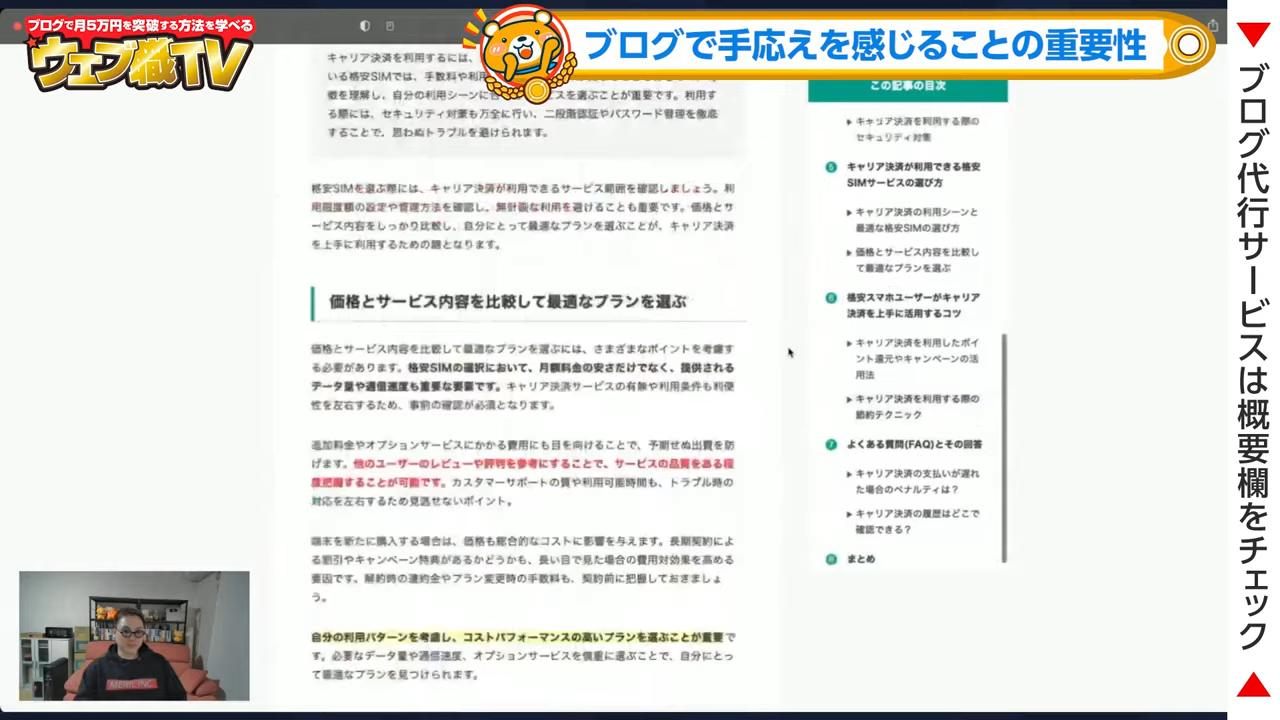 ブログで月5万円を突破する方法を学べる
ウェブ職TV
ブログで手応えを感じることの重要性
キャリア決済を利用するには、
いる格安SIMでは、手数料や利用
徴を理解し、自分の利用シーンに合
ービスを選ぶことが重要です。利用す
る際には、セキュリティ対策も万全に行い、二段階認証やパスワード管理を徹底
することで、思わぬトラブルを避けられます。
格安SIMを選ぶ際には、キャリア決済が利用できるサービス範囲を確認しましょう。利
用限度額の設定や管理方法を確認し、無計画な利用を避けることも重要です。価格とサ
ービス内容をしっかり比較し、自分にとって最適なプランを選ぶことが、キャリア決済
を上手に利用するための鍵となります。
価格とサービス内容を比較して最適なプランを選ぶ
価格とサービス内容を比較して最適なプランを選ぶには、さまざまなポイントを考慮す
る必要があります。格安SIMの選択において、月額料金の安さだけでなく、提供される
データ量や通信速度も重要な要素です。キャリア決済サービスの有無や利用条件も利便
性を左右するため、事前の確認が必須となります。
追加料金やオプションサービスにかかる費用にも目を向けることで、予期せぬ出費を防
げます。他のユーザーのレビューや評判を参考にすることで、サービスの品質をある程
度把握することが可能です。カスタマーサポートの質や利用可能時間も、トラブル時の
対応を左右するため見逃せないポイント。
端末を新たに購入する場合は、価格も総合的なコストに影響を与えます。長期契約によ
る割引やキャンペーン特典があるかどうかも、長い目で見た場合の費用対効果を高める
要因です。解約時の違約金やプラン変更時の手数料も、契約前に把握しておきましょ
う。
自分の利用パターンを考慮し、コストパフォーマンスの高いプランを選ぶことが重要で
す。必要なデータ量や通信速度、オプションサービスを慎重に選ぶことで、自分にとっ
て最適なプランを見つけられます。
この記事の目次
キャリア決済を利用する際の
セキュリティ対策
5 キャリア決済が利用できる格安
SIMサービスの選び方
キャリア決済の利用シーンと
最適な格安SIMの選び方
価格とサービス内容を比較し
て最適なプランを選ぶ
6 格安スマホユーザーがキャリア
決済を上手に活用するコツ
キャリア決済を利用したポイ
ント還元やキャンペーンの活
用法
キャリア決済を利用する際の
節約テクニック
7 よくある質問(FAQ)とその回答
キャリア決済の支払いが遅れ
た場合のペナルティは？
キャリア決済の履歴はどこで
確認できる？
8 まとめ
ブログ代行サービスは概要欄をチェック